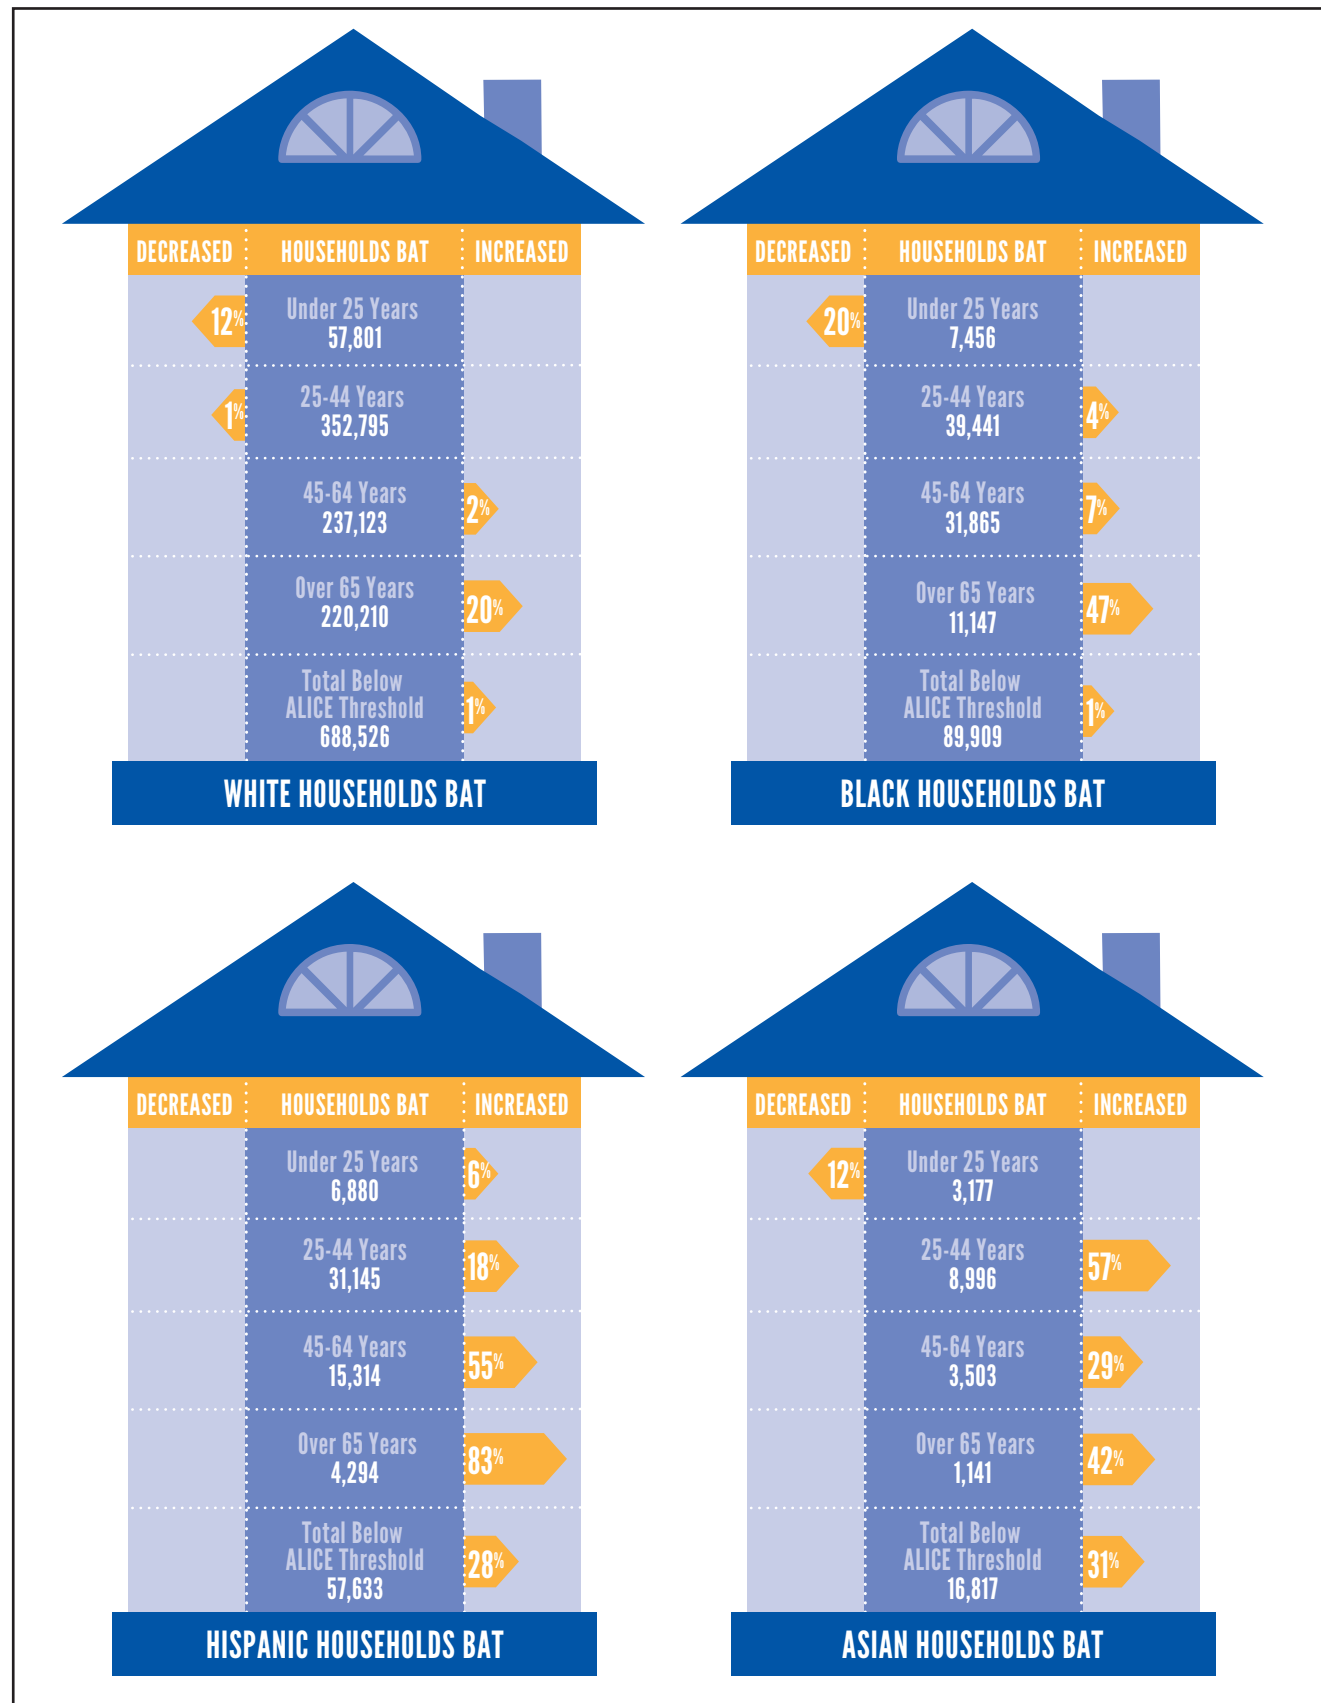 DECREASED HOUSEHOLDS BAT INCREASED
12% Under 25 Years
57,801
1% 25-44 Years
352,795
45-64 Years
237,123 2%
Over 65 Years
220,210 20%
Total Below
ALICE Threshold 1%
688,526
WHITE HOUSEHOLDS BAT
DECREASED HOUSEHOLDS BAT INCREASED
20% Under 25 Years
7,456
25-44 Years
39,441 4%
45-64 Years
31,865 7%
Over 65 Years
11,147 47%
Total Below
ALICE Threshold 1%
89,909
BLACK HOUSEHOLDS BAT
DECREASED HOUSEHOLDS BAT INCREASED
Under 25 Years
6,880 6%
25-44 Years
31,145 18%
45-64 Years
15,314 55%
Over 65 Years
4,294 83%
Total Below
ALICE Threshold 28%
57,633
HISPANIC HOUSEHOLDS BAT
DECREASED HOUSEHOLDS BAT INCREASED
12% Under 25 Years
3,177
25-44 Years
8,996 57%
45-64 Years
3,503 29%
Over 65 Years
1,141 42%
Total Below
ALICE Threshold 31%
16,817
ASIAN HOUSEHOLDS BAT